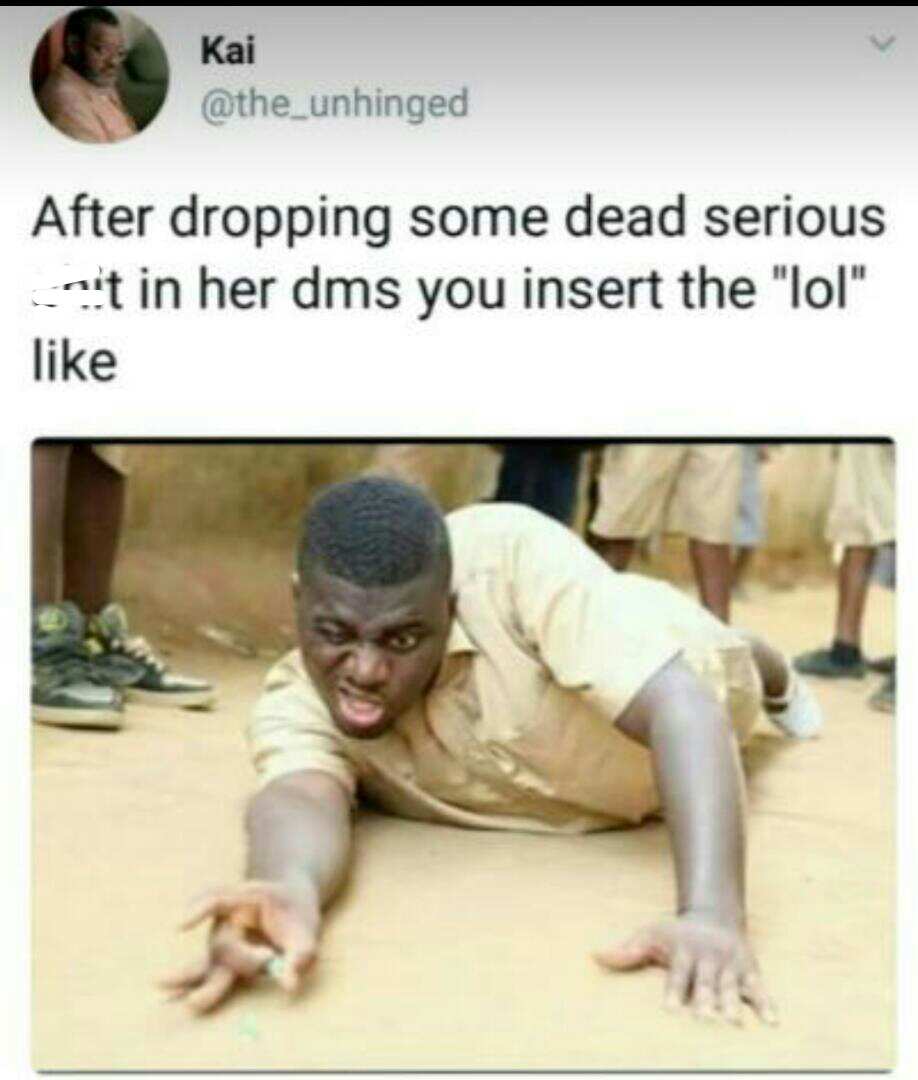 Kai
@the_unhinged
After dropping some dead serious
in her dms you insert the "lol"
like